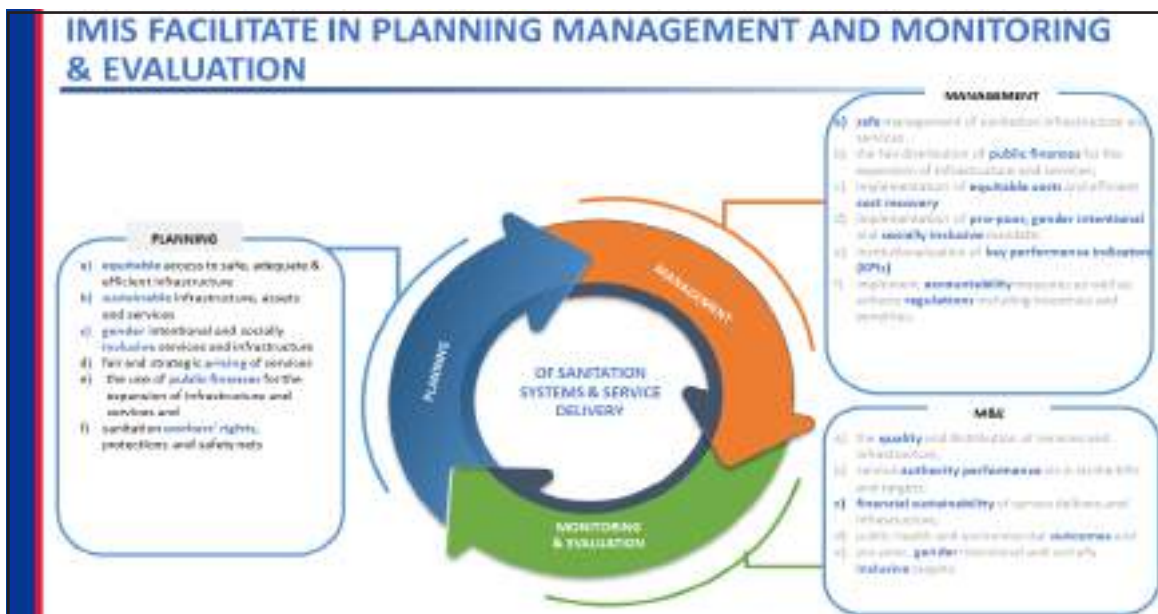 IMIS FACILITATE IN PLANNING MANAGEMENT AND MONITORING
& EVALUATION
PLANNING
a) equitable access to safe, adequate &
efficient infrastructure
b) sustainable infrastructure, assets
and services
c) gender intentional and socially
inclusive services and infrastructure
d) fair and strategic of services
e) the use of public finances for the
expansion of infrastructure and
services and
f) sanitation workers' rights,
protections and safety nets
MANAGEMENT
a) safe management of sanitation infrastructure and
services
b) the fair distribution of public finances for the
expansion of infrastructure and services;
c) implementation of equitable costs and efficient
cost recovery
d) implementation of pro-poor, gender intentional
and socially inclusive mandate
e) institutionalisation of key performance indicators
(KPIs)
f) implement accountability measures as well as
enforce regulations including incentives and
penalties.
PLANNING
MANAGEMENT
MONITORING
& EVALUATION
OF SANITATION
SYSTEMS & SERVICE
DELIVERY
M&E
a) the quality and distribution of services and
infrastructure,
b) service authority performance KPIs
and targets
c) financial sustainability of service delivery and
infrastructure,
d) public health and environmental outcomes and
e) pro-poor, gender intentional and socially
inclusive targets